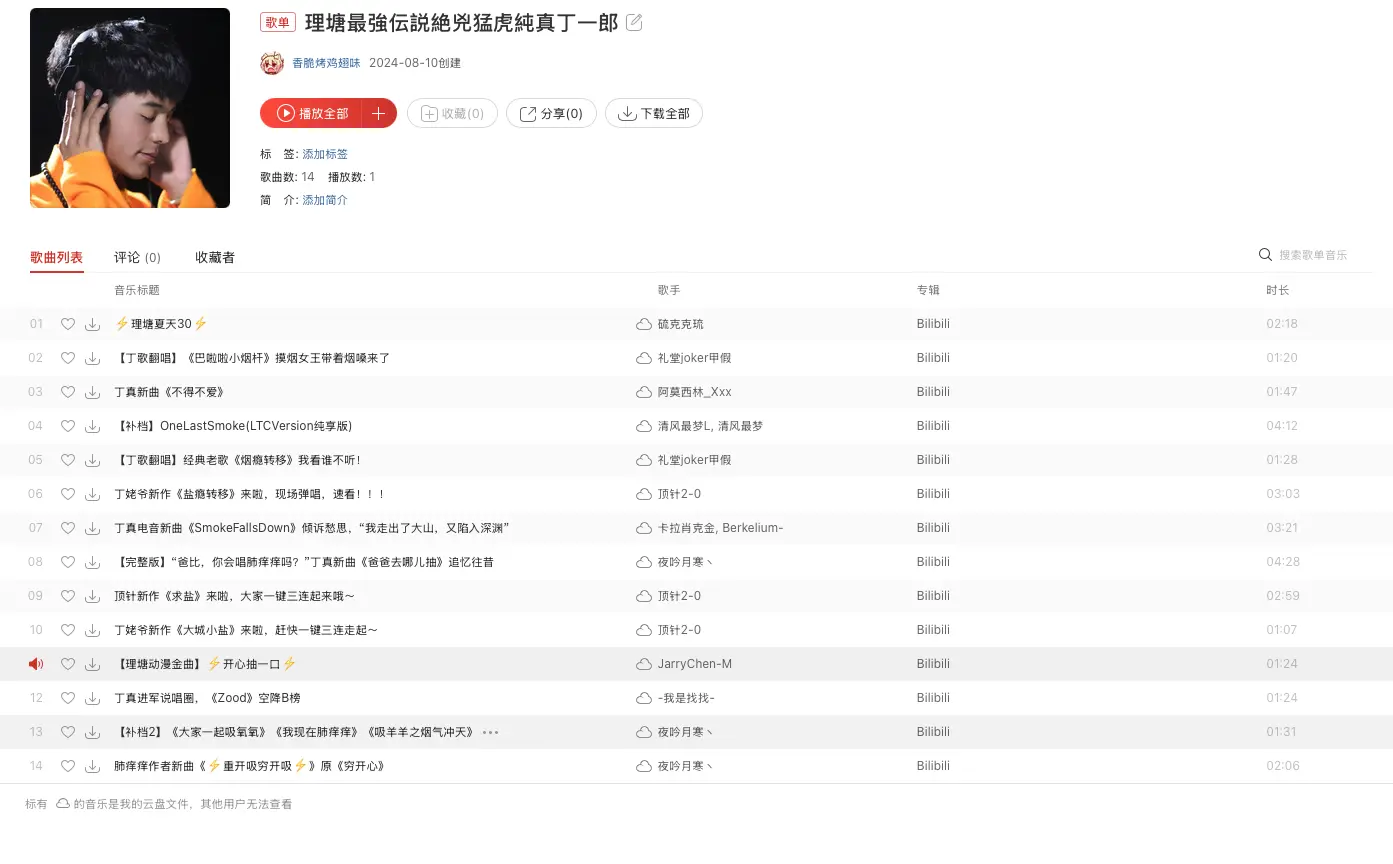 歌单 理塘最強伝説絶兇猛虎純真丁一郎
香脆烤鸡翅味 2024-08-10创建
播放全部 收藏(0) 分享(0) 下载全部
标 签: 添加标签
歌曲数: 14 播放数: 1
简 介: 添加简介
歌曲列表 评论 (0) 收藏者 搜索歌单音乐
音乐标题 歌手 专辑 时长
01 ⚡理塘夏天30⚡ 硫克克琉 Bilibili 02:18
02 【丁歌翻唱】《巴啦啦小烟杆》摸烟女王带着烟嗓来了 礼堂joker甲假 Bilibili 01:20
03 丁真新曲《不得不爱》 阿莫西林_Xxx Bilibili 01:47
04 【补档】OneLastSmoke(LTCVersion纯享版) 清风最梦L, 清风最梦 Bilibili 04:12
05 【丁歌翻唱】经典老歌《烟瘾转移》我看谁不听！ 礼堂joker甲假 Bilibili 01:28
06 丁姥爷新作《盐瘾转移》来啦，现场弹唱，速看！！！ 顶针2-0 Bilibili 03:03
07 丁真电音新曲《SmokeFallsDown》倾诉愁思，“我走出了大山，又陷入深渊” 卡拉肖克金, Berkelium- Bilibili 03:21
08 【完整版】“爸比，你会唱肺痒痒吗？”丁真新曲《爸爸去哪儿抽》追忆往昔 夜吟月寒丶 Bilibili 04:28
09 顶针新作《求盐》来啦，大家一键三连起来哦～ 顶针2-0 Bilibili 02:59
10 丁姥爷新作《大城小盐》来啦，赶快一键三连走起～ 顶针2-0 Bilibili 01:07
【理塘动漫金曲】⚡开心抽一口⚡ JarryChen-M Bilibili 01:24
12 丁真进军说唱圈，《Zood》空降B榜 -我是找找- Bilibili 01:24
13 【补档2】《大家一起吸氧氧》《我现在肺痒痒》《吸羊羊之烟气冲天》 ••• 夜吟月寒丶 Bilibili 01:31
14 肺痒痒作者新曲《⚡重开吸穷开吸⚡》原《穷开心》 夜吟月寒丶 Bilibili 02:06
标有 的音乐是我的云盘文件，其他用户无法查看